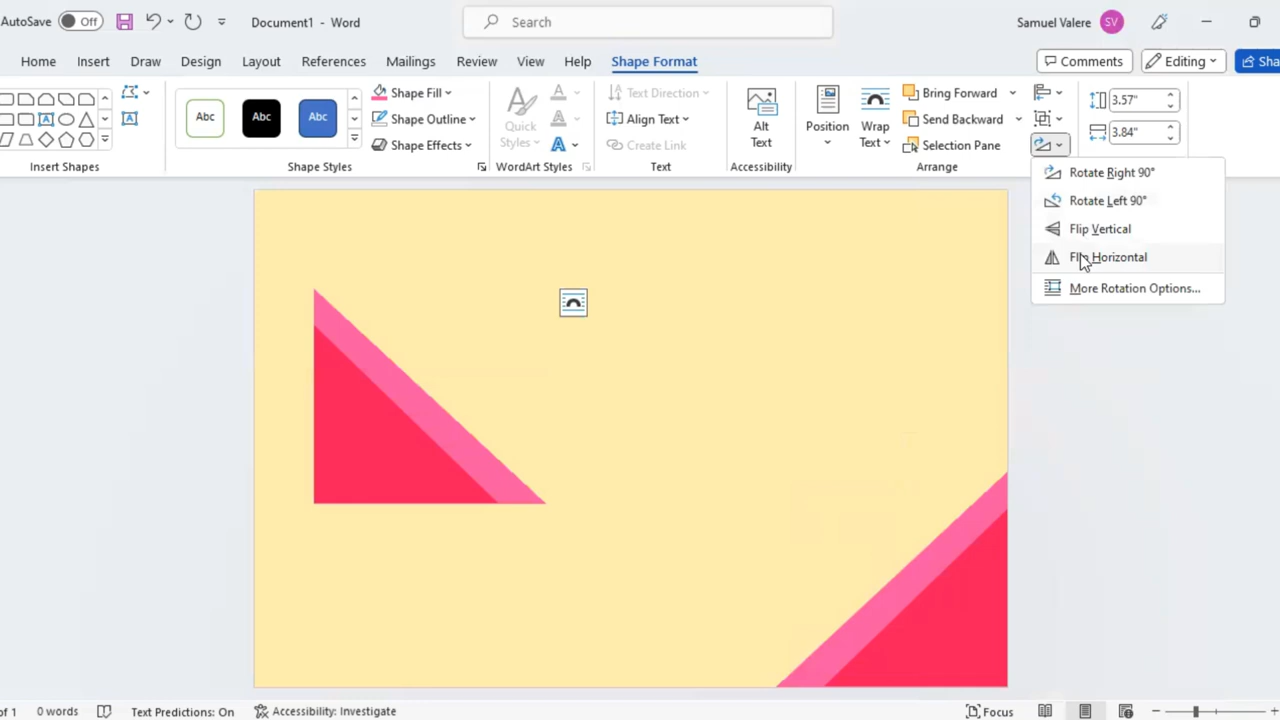 AutoSave Off Document1 - Word Search Samuel Valere SV
Home Insert Draw Design Layout References Mailings Review View Help Shape Format Comments Editing Sha
Abc Abc Abc
Shape Fill
Shape Outline
Shape Effects
Quick
Styles
Text Direction
Align Text
Create Link
Alt
Text
Position
Wrap
Text
Bring Forward
Send Backward
Selection Pane
3.57"
3.84"
Insert Shapes Shape Styles WordArt Styles Text Accessibility Arrange
Rotate Right 90°
Rotate Left 90°
Flip Vertical
Flip Horizontal
More Rotation Options...
of 1 0 words Text Predictions: On Accessibility: Investigate Focus